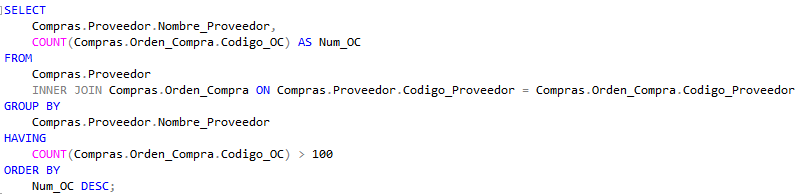 SELECT
Compras.Proveedor.Nombre_Proveedor,
COUNT(Compras.Orden_Compra.Codigo_OC) AS Num_OC
FROM
Compras.Proveedor
INNER JOIN Compras.Orden_Compra ON Compras.Proveedor.Codigo_Proveedor = Compras.Orden_Compra.Codigo_Proveedor
GROUP BY
Compras.Proveedor.Nombre_Proveedor
HAVING
COUNT(Compras.Orden_Compra.Codigo_OC) > 100
ORDER BY
Num_OC DESC;